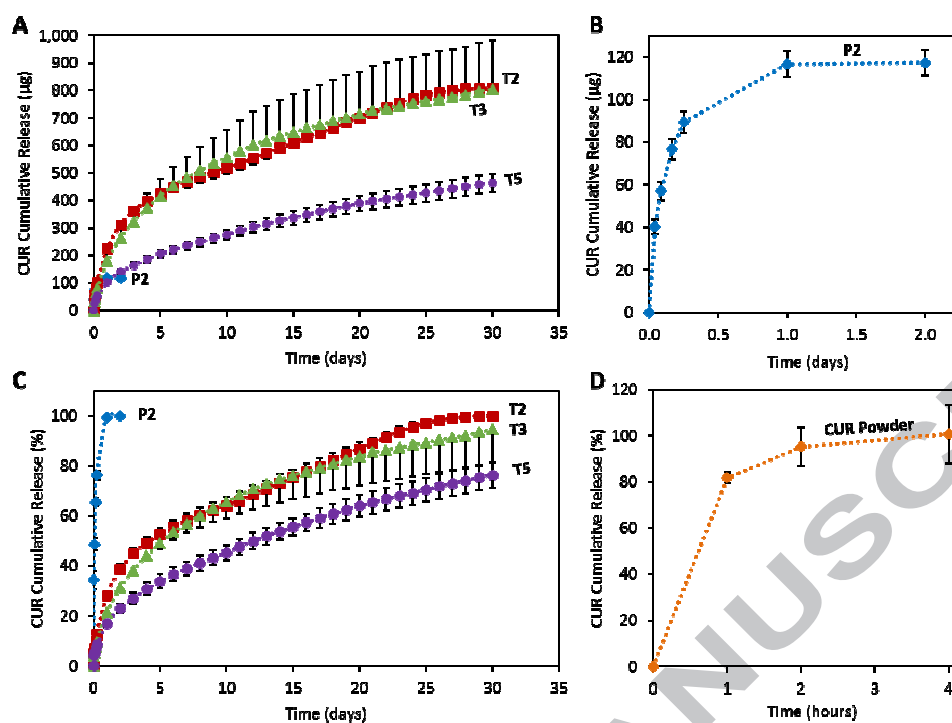 A
CUR Cumulative Release (µg)
1,000
900
800
700
600
500
400
300
200
100
0
T2
T3
T5
P2
0 5 10 15 20 25 30 35
Time (days)
B
CUR Cumulative Release (µg)
120
100
80
60
40
20
0
P2
0.0 0.5 1.0 1.5 2.0
Time (days)
C
CUR Cumulative Release (%)
100
80
60
40
20
0
P2
T2
T3
T5
0 5 10 15 20 25 30 35
Time (days)
D
CUR Cumulative Release (%)
120
100
80
60
40
20
0
CUR Powder
0 1 2 3 4
Time (hours)
ANUSC